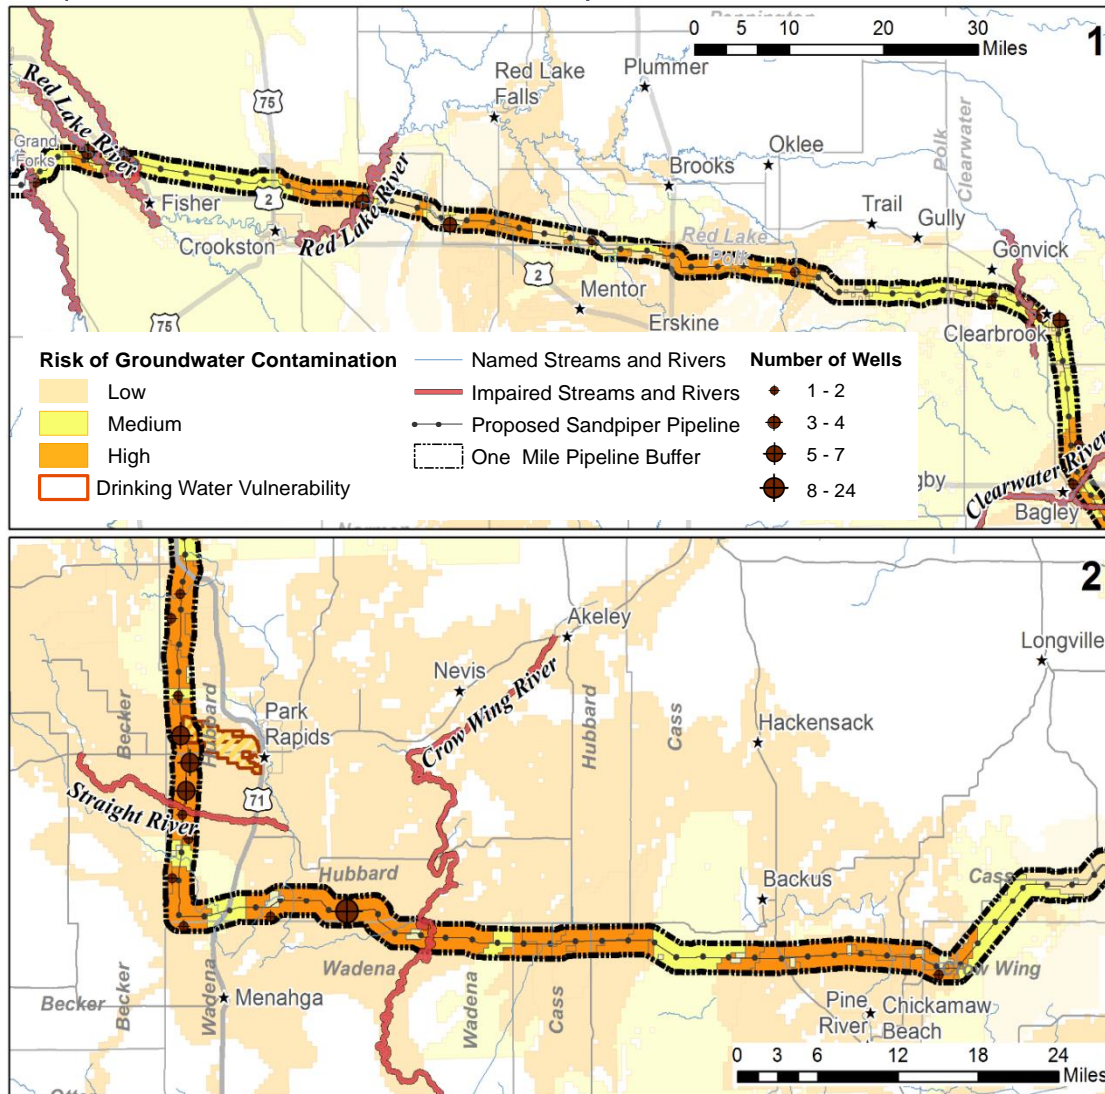 Pennington
0 5 10 20 30
Miles
1
Red Lake
Falls
Plummer
75
Red Lake River
Grand
Forks
Polk
Clearwater
Oklee
Brooks
Fisher
2
Crookston
Red Lake River
Trail
Gully
Red Lake
Polk
Gonvick
2
Mentor
Erskine
75
Clearbrook
Risk of Groundwater Contamination
Low
Medium
High
Drinking Water Vulnerability
Named Streams and Rivers
Impaired Streams and Rivers
Proposed Sandpiper Pipeline
One Mile Pipeline Buffer
Number of Wells
1 - 2
3 - 4
5 - 7
8 - 24
Clearwater River
Bagley
2
Akeley
Longville
Nevis
Crow Wing River
Becker
Hubbard
Park
Rapids
Hubbard
Cass
Hackensack
71
Straight River
Hubbard
Backus
Cass
Wadena
Crow Wing
Becker
Becker
Wadena
Menahga
Wadena
Cass
Pine
River
Chickamaw
Beach
0 3 6 12 18 24
Miles